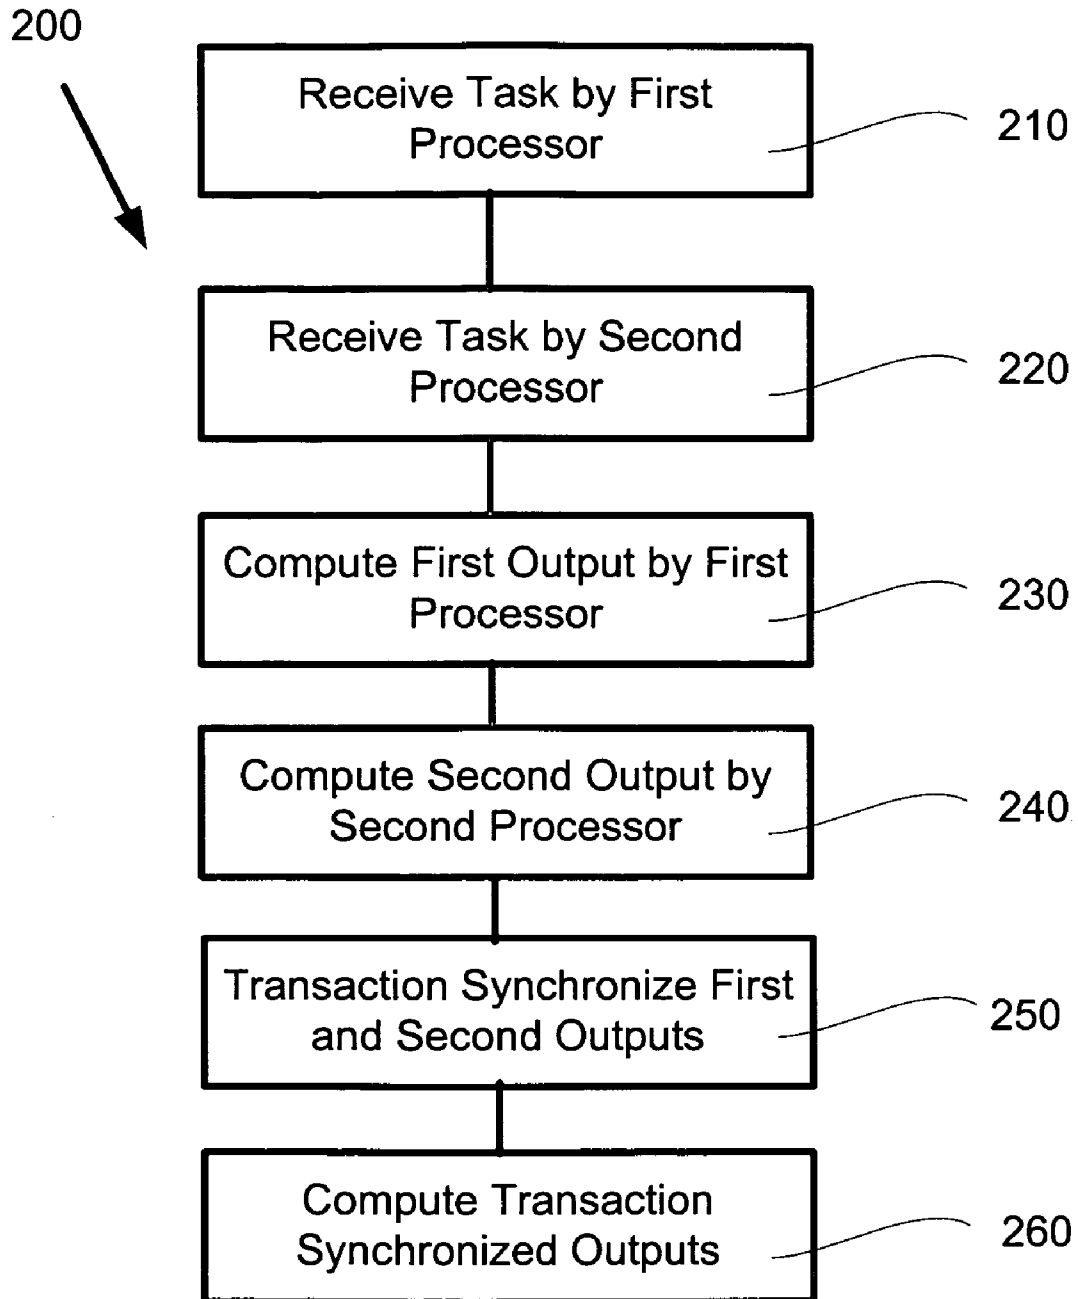 200
Receive Task by First
Processor
210
Receive Task by Second
Processor
220
Compute First Output by First
Processor
230
Compute Second Output by
Second Processor
240
Transaction Synchronize First
and Second Outputs
250
Compute Transaction
Synchronized Outputs
260